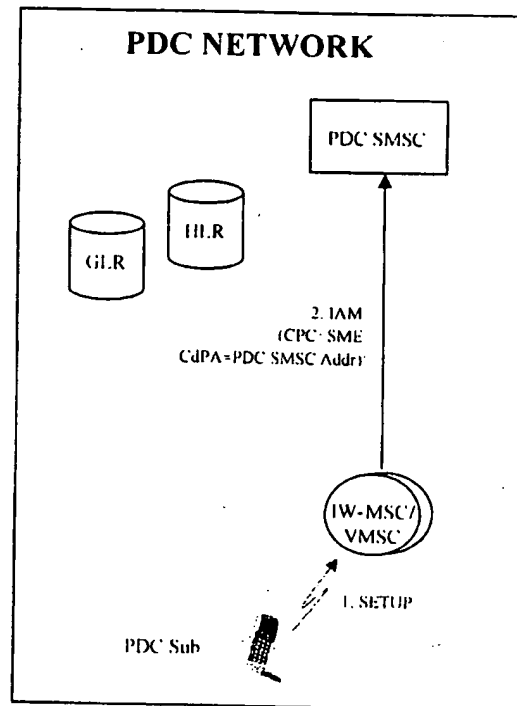 PDC NETWORK
PDC SMSC
HLR
GLR
2. IAM
(CPC: SME
CdPA=PDC SMSC Addr)
IW-MSC/
VMSC
1. SETUP
PDC Sub